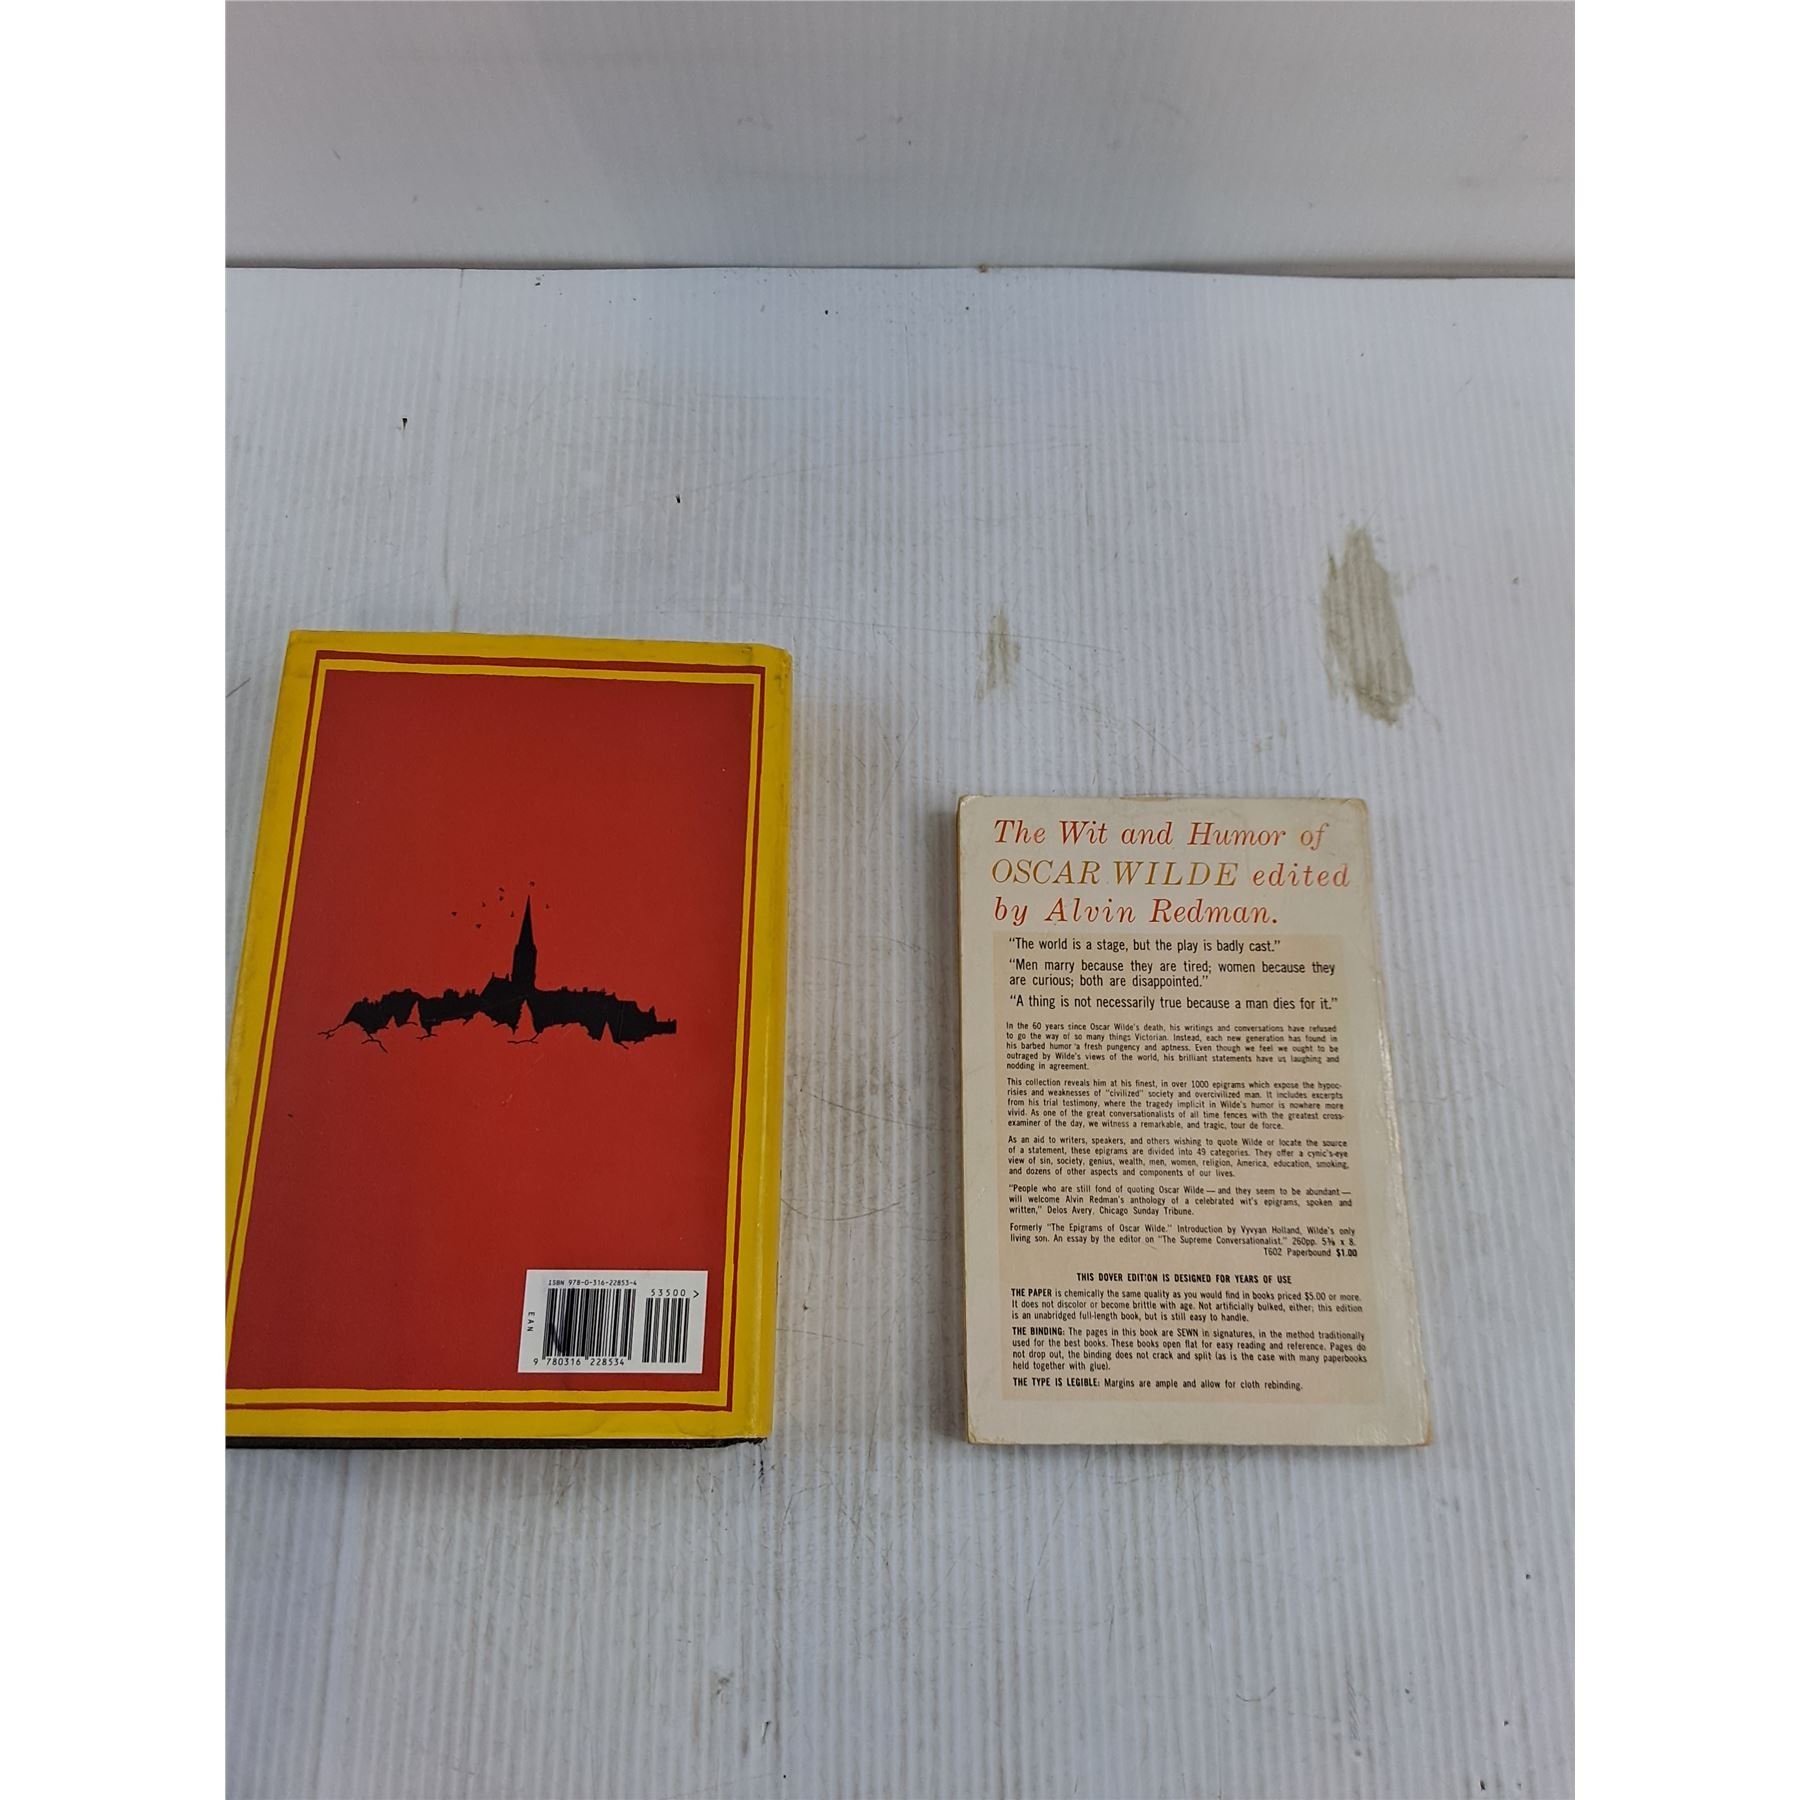 ISBN 978-0-316-22853-4
53500 >
EAN
9 780316 228534
The Wit and Humor of
OSCAR WILDE edited
by Alvin Redman.
"The world is a stage, but the play is badly cast."
"Men marry because they are tired; women because they
are curious; both are disappointed."
"A thing is not necessarily true because a man dies for it."
In the 60 years since Oscar Wilde's death, his writings and conversations have refused
to go the way of so many things Victorian. Instead, each new generation has found in
his barbed humor a fresh pungency and aptness. Even though we feel we ought to be
outraged by Wilde's views of the world, his brilliant statements have us laughing and
nodding in agreement.
This collection reveals him at his finest, in over 1000 epigrams which expose the hypoc-
risies and weaknesses of "civilized" society and overcivilized man. It includes excerpts
from his trial testimony, where the tragedy implicit in Wilde's humor is nowhere more
vivid. As one of the great conversationalists of all time fences with the greatest cross-
examiner of the day, we witness a remarkable, and tragic, tour de force.
As an aid to writers, speakers, and others wishing to quote Wilde or locate the source
of a statement, these epigrams are divided into 49 categories. They offer a cynic's-eye
view of sin, society, genius, wealth, men, women, religion, America, education, smoking,
and dozens of other aspects and components of our lives.
"People who are still fond of quoting Oscar Wilde — and they seem to be abundant —
will welcome Alvin Redman's anthology of a celebrated wit's epigrams, spoken and
written," Delos Avery, Chicago Sunday Tribune.
Formerly "The Epigrams of Oscar Wilde." Introduction by Vyvyan Holland, Wilde's only
living son. An essay by the editor on "The Supreme Conversationalist." 260pp. 5⅜ x 8.
T602 Paperbound $1.00
THIS DOVER EDITION IS DESIGNED FOR YEARS OF USE
THE PAPER is chemically the same quality as you would find in books priced $5.00 or more.
It does not discolor or become brittle with age. Not artificially bulked, either; this edition
is an unabridged full-length book, but is still easy to handle.
THE BINDING: The pages in this book are SEWN in signatures, in the method traditionally
used for the best books. These books open flat for easy reading and reference. Pages do
not drop out, the binding does not crack and split (as is the case with many paperbooks
held together with glue).
THE TYPE IS LEGIBLE: Margins are ample and allow for cloth rebinding.